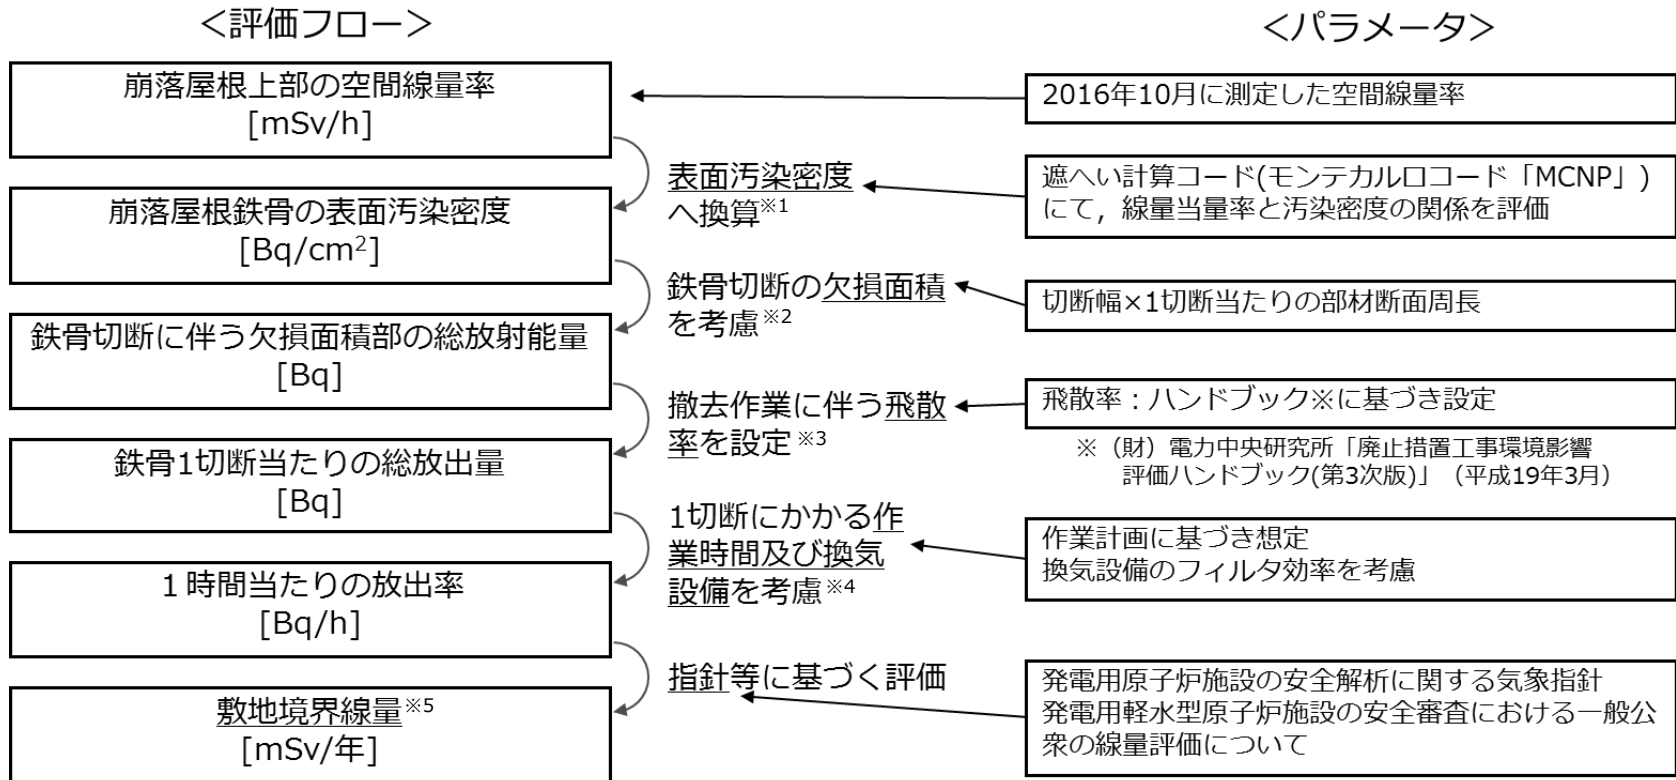 ＜評価フロー＞
＜パラメータ＞
崩落屋根上部の空間線量率
[mSv/h]
2016年10月に測定した空間線量率
表面汚染密度
へ換算※1
遮へい計算コード(モンテカルロコード「MCNP」)
にて，線量当量率と汚染密度の関係を評価
崩落屋根鉄骨の表面汚染密度
[Bq/cm²]
鉄骨切断の欠損面積
を考慮※2
切断幅×1切断当たりの部材断面周長
鉄骨切断に伴う欠損面積部の総放射能量
[Bq]
撤去作業に伴う飛散
率を設定※3
飛散率：ハンドブック※に基づき設定
※（財）電力中央研究所「廃止措置工事環境影響
評価ハンドブック(第3次版)」（平成19年3月）
鉄骨1切断当たりの総放出量
[Bq]
1切断にかかる作
業時間及び換気
設備を考慮※4
作業計画に基づき想定
換気設備のフィルタ効率を考慮
１時間当たりの放出率
[Bq/h]
指針等に基づく評価
発電用原子炉施設の安全解析に関する気象指針
発電用軽水型原子炉施設の安全審査における一般公
衆の線量評価について
敷地境界線量※5
[mSv/年]